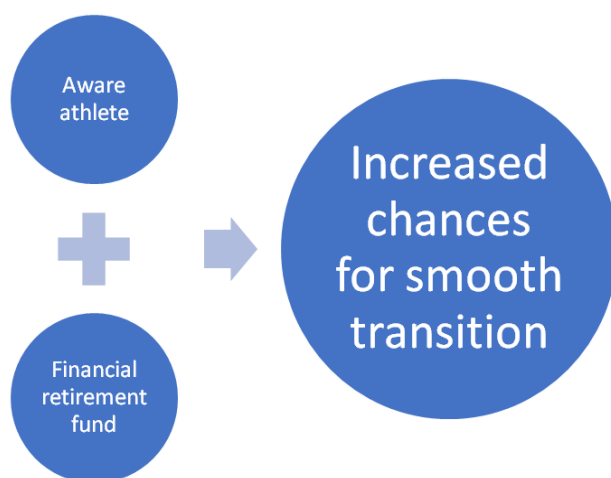 Aware
athlete
Financial
retirement
fund
Increased
chances
for smooth
transition